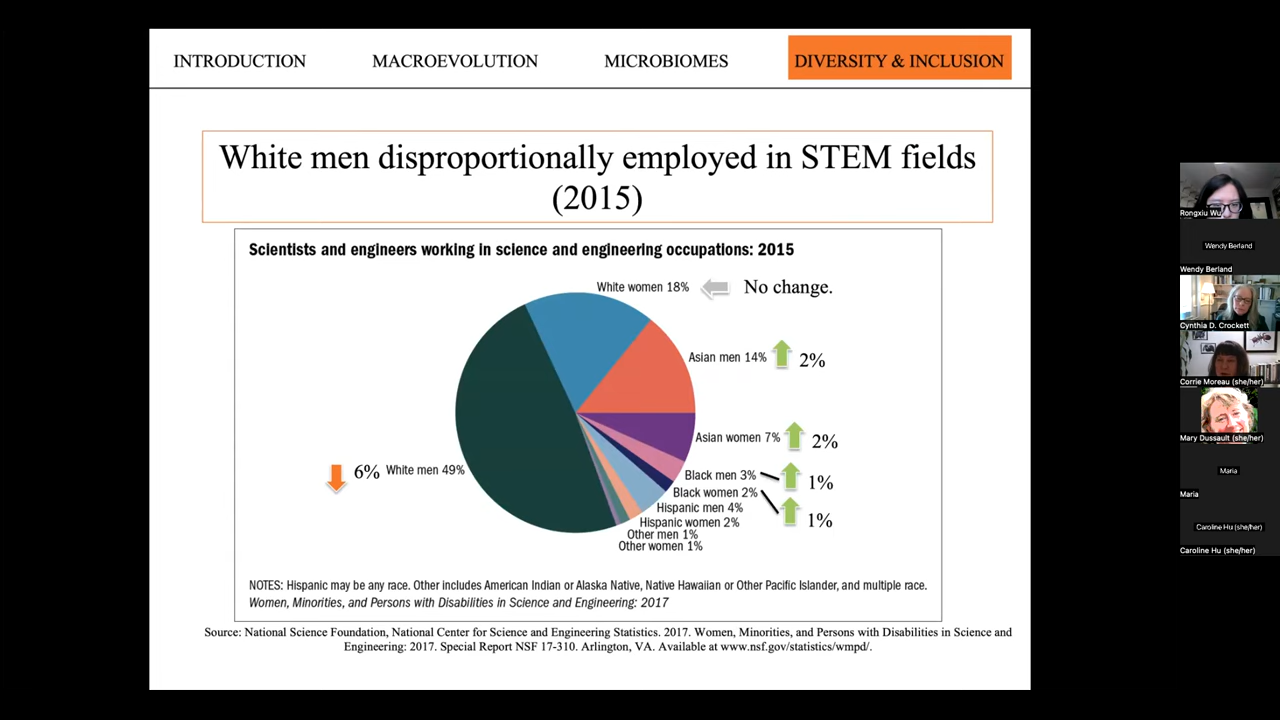 INTRODUCTION MACROEVOLUTION MICROBIOMES DIVERSITY & INCLUSION
White men disproportionally employed in STEM fields
(2015)
Scientists and engineers working in science and engineering occupations: 2015
White women 18% No change.
Asian men 14% 2%
Asian women 7% 2%
6% White men 49%
Black men 3% 1%
Black women 2% 1%
Hispanic men 4%
Hispanic women 2%
Other men 1%
Other women 1%
NOTES: Hispanic may be any race. Other includes American Indian or Alaska Native, Native Hawaiian or Other Pacific Islander, and multiple race.
Women, Minorities, and Persons with Disabilities in Science and Engineering: 2017
Source: National Science Foundation, National Center for Science and Engineering Statistics. 2017. Women, Minorities, and Persons with Disabilities in Science and
Engineering: 2017. Special Report NSF 17-310. Arlington, VA. Available at www.nsf.gov/statistics/wmpd/.
Rongxiu Wu
Wendy Berland
Wendy Berland
Cynthia D. Crockett
Corrie Moreau (she/her)
Mary Dussault (she/her)
Maria
Maria
Caroline Hu (she/her)
Caroline Hu (she/her)